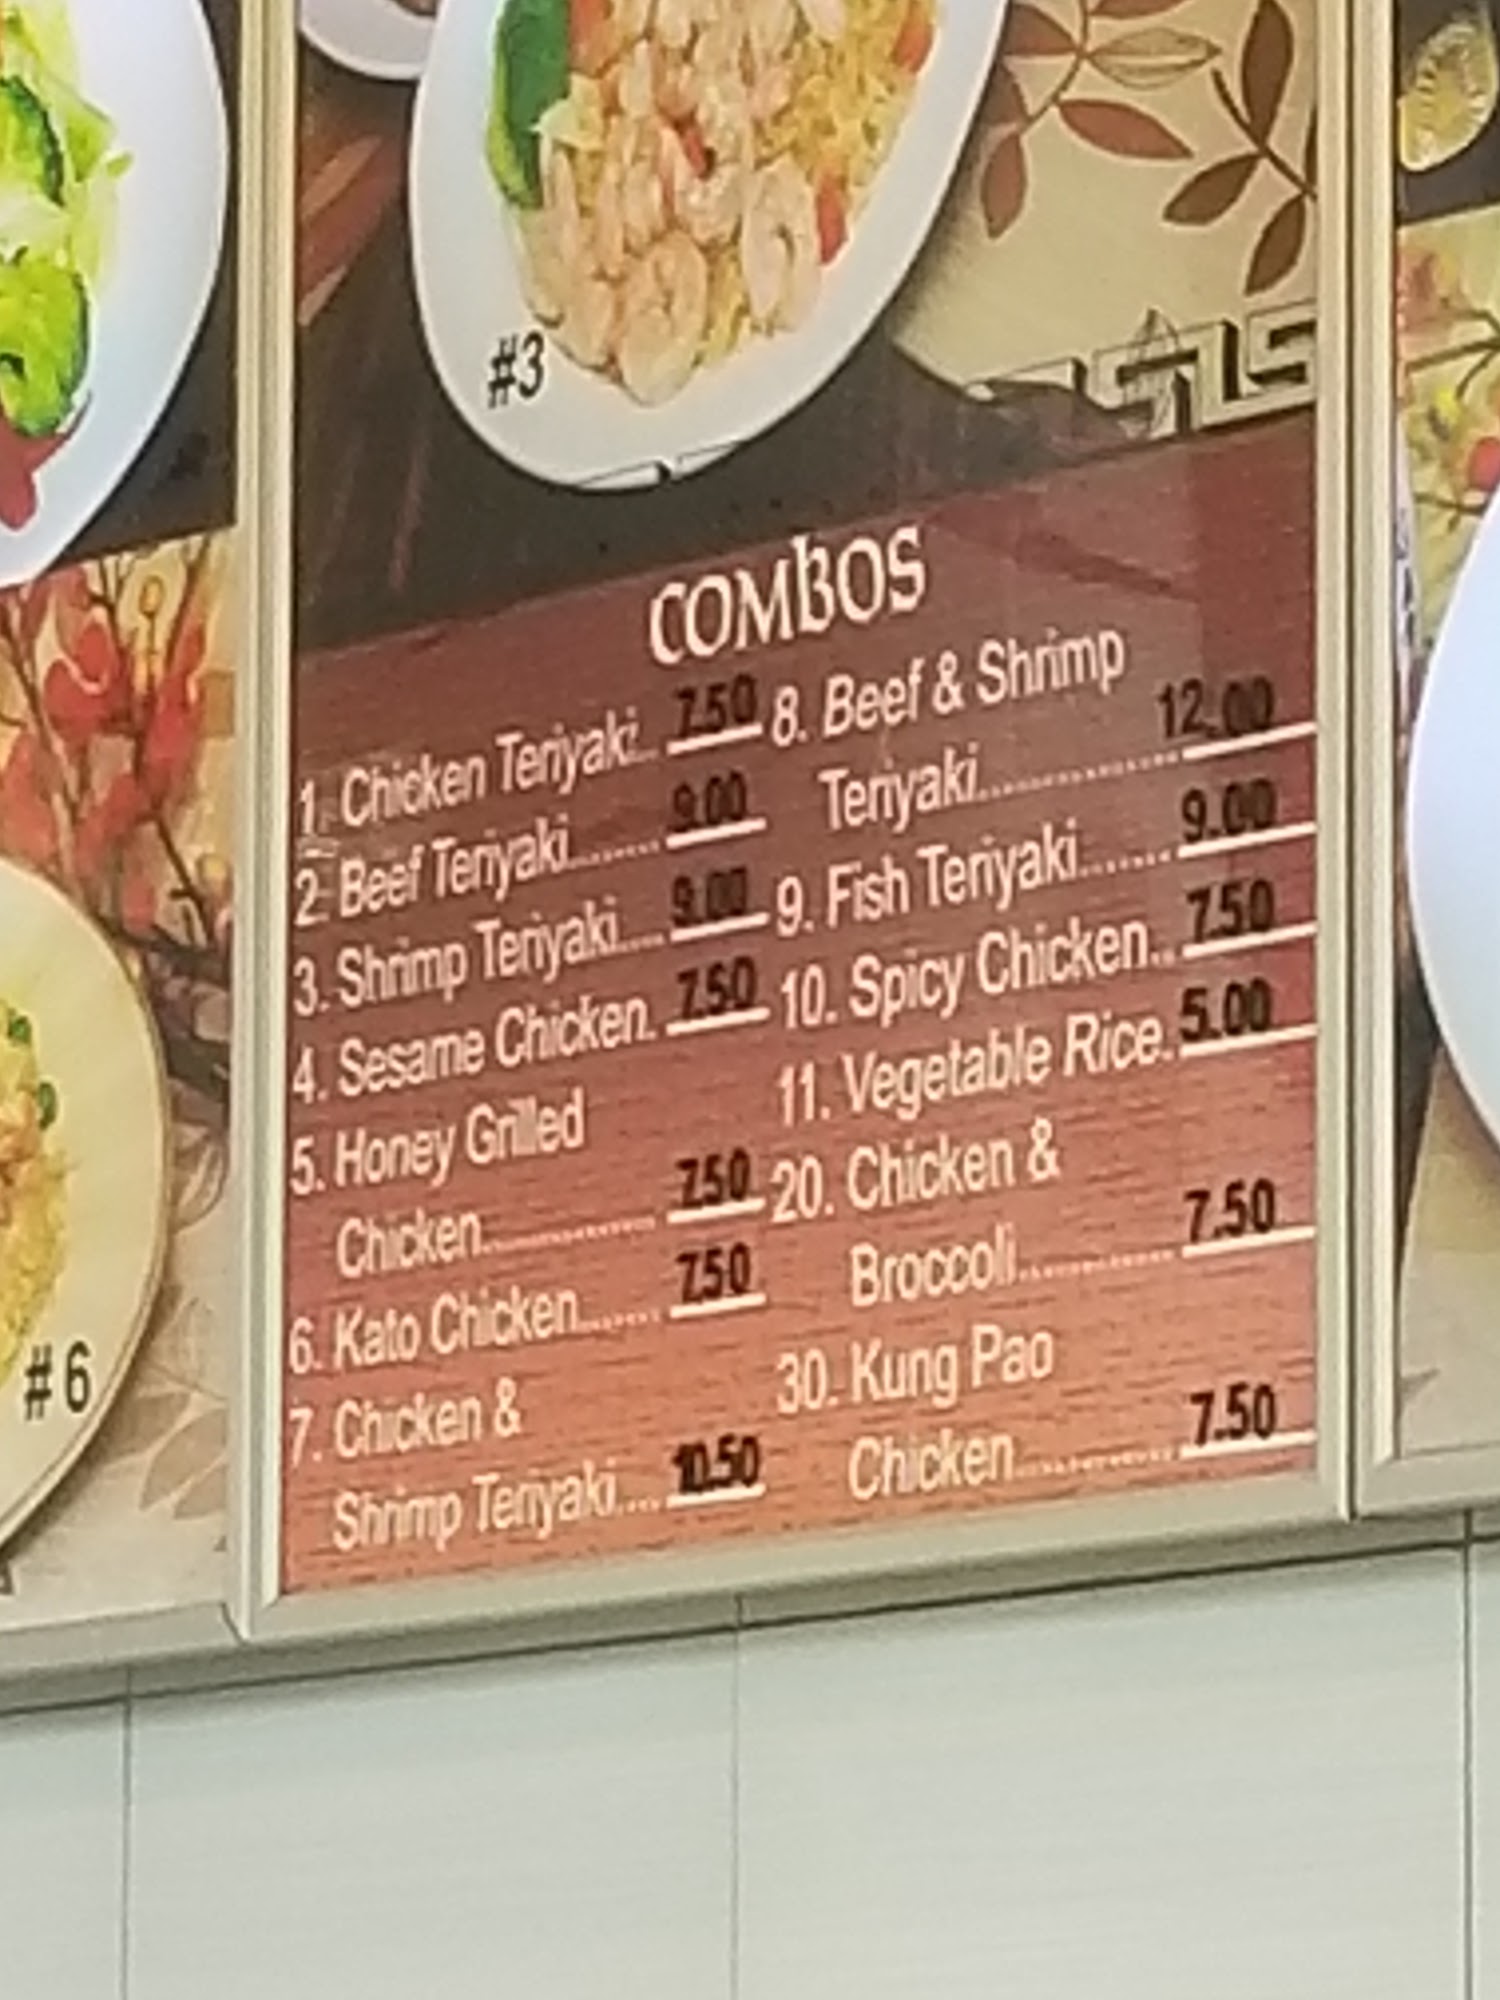 #3
COMBOS
1. Chicken Teriyaki... 7.50
2. Beef Teriyaki.......... 9.00
3. Shrimp Teriyaki..... 9.00
4. Sesame Chicken. 7.50
5. Honey Grilled
Chicken.................... 7.50
6. Kato Chicken......... 7.50
7. Chicken &
Shrimp Teriyaki.... 10.50
8. Beef & Shrimp
Teriyaki...................... 12.00
9. Fish Teriyaki.......... 9.00
10. Spicy Chicken.. 7.50
11. Vegetable Rice. 5.00
20. Chicken &
Broccoli................. 7.50
30. Kung Pao
Chicken................. 7.50
#6